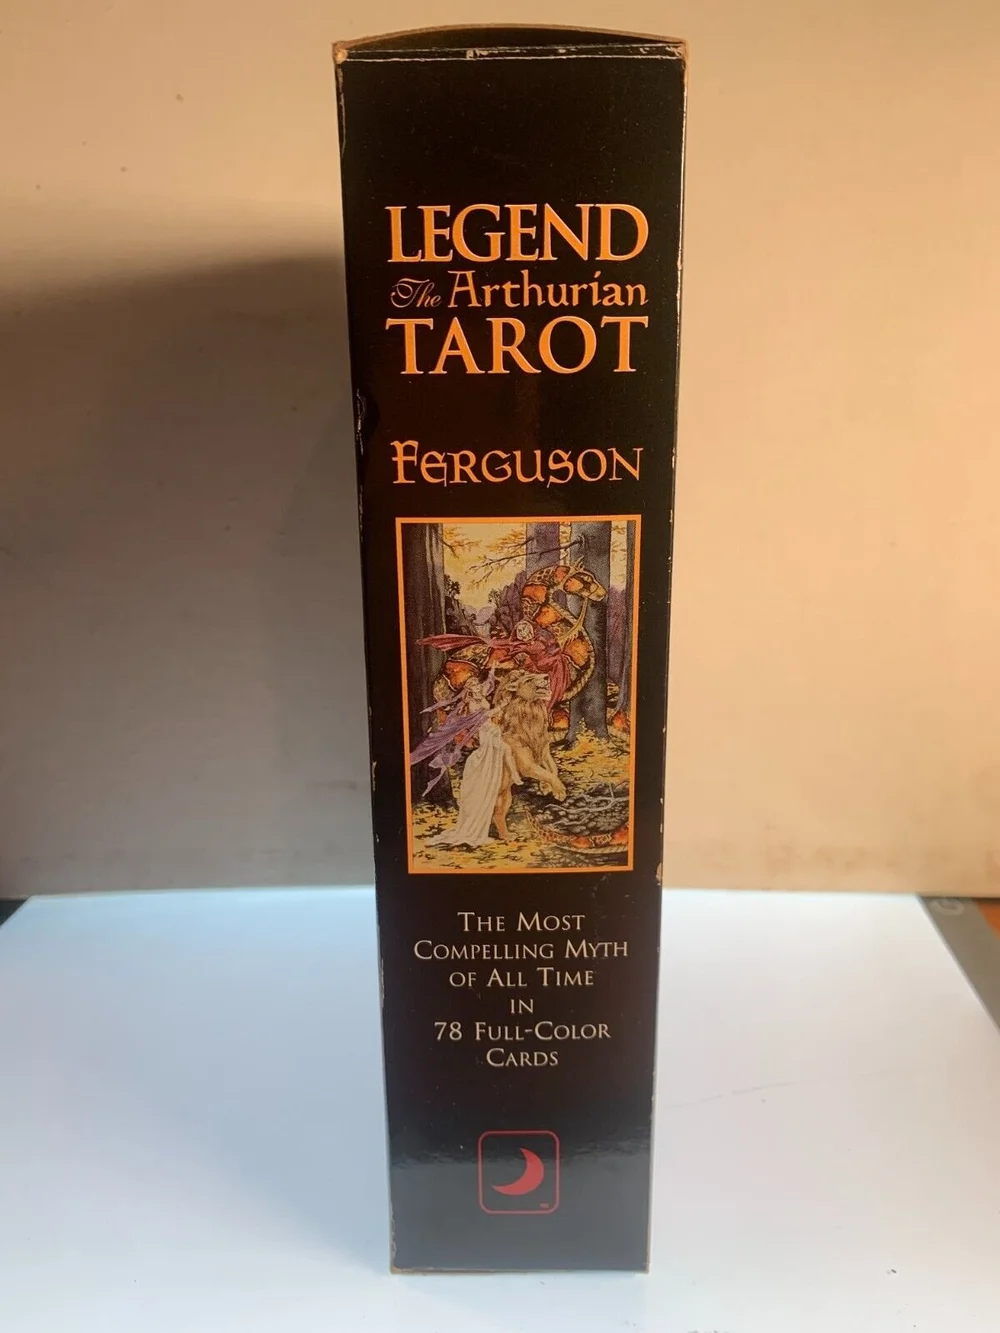 LEGEND
The Arthurian
TAROT
FERGUSON
THE MOST
COMPELLING MYTH
OF ALL TIME
IN
78 FULL-COLOR
CARDS